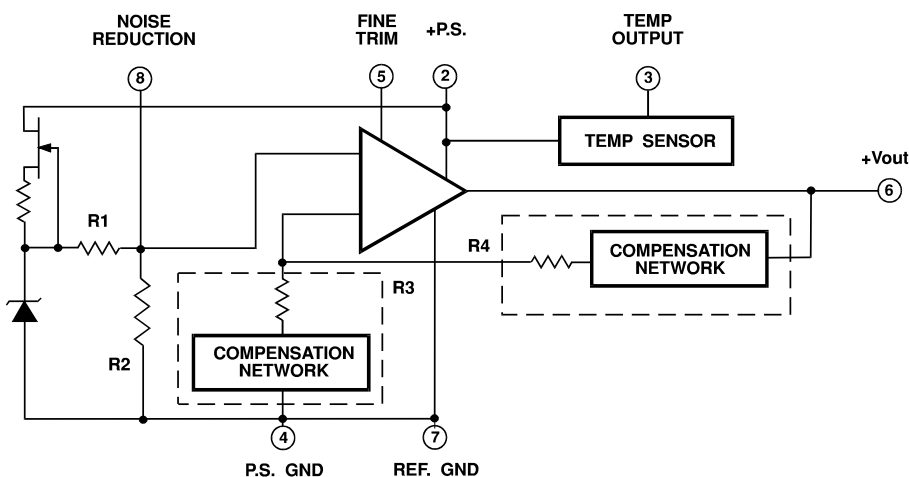 NOISE
REDUCTION
FINE
TRIM
+P.S.
TEMP
OUTPUT
8
5
2
3
TEMP SENSOR
+Vout
6
R1
R4
COMPENSATION
NETWORK
R3
R2
COMPENSATION
NETWORK
4
7
P.S. GND
REF. GND